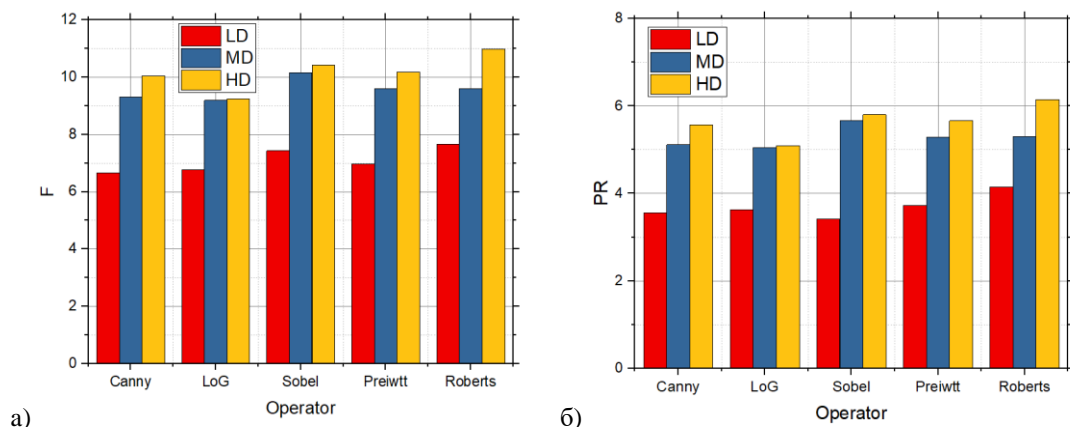 12
10
8
6
4
2
0
F
LD
MD
HD
Canny LoG Sobel Preiwtt Roberts
Operator
а)
8
6
4
2
0
PR
LD
MD
HD
Canny LoG Sobel Preiwtt Roberts
Operator
б)